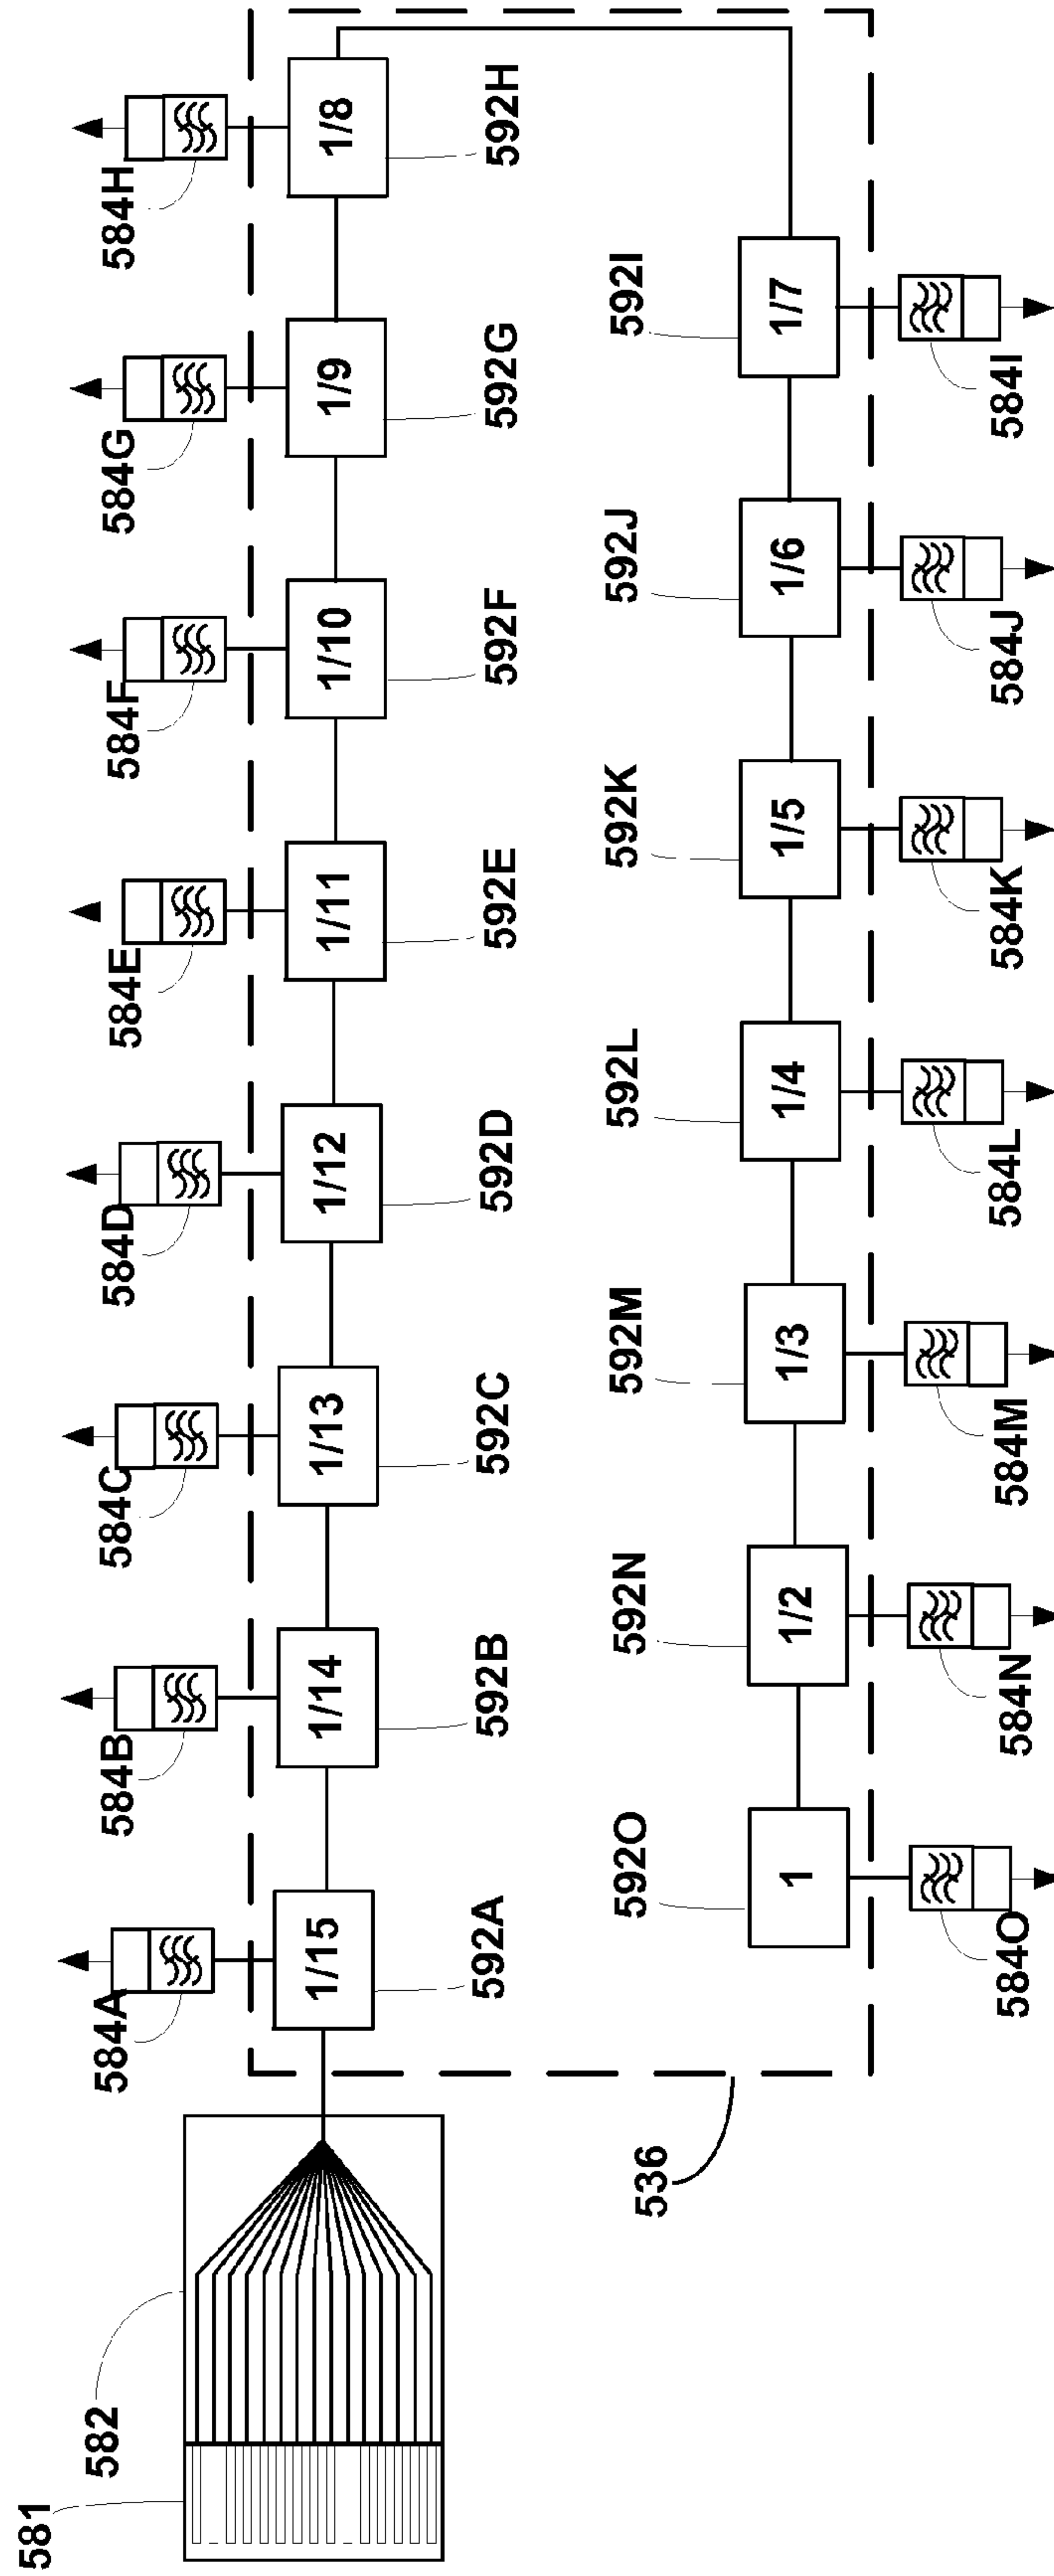 581
582
584A
584B
584C
584D
584E
584F
584G
584H
1/15
1/14
1/13
1/12
1/11
1/10
1/9
1/8
592A
592B
592C
592D
592E
592F
592G
592H
536
592O
592N
592M
592L
592K
592J
592I
1
1/2
1/3
1/4
1/5
1/6
1/7
584O
584N
584M
584L
584K
584J
584I